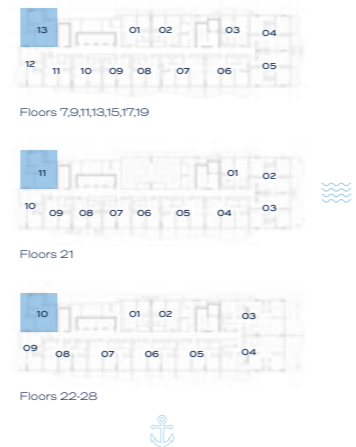 13 01 02 03 04
12 11 10 09 08 07 06 05
Floors 7,9,11,13,15,17,19
11 01 02
10 09 08 07 06 05 04 03
Floors 21
10 01 02 03
09 08 07 06 05 04
Floors 22-28